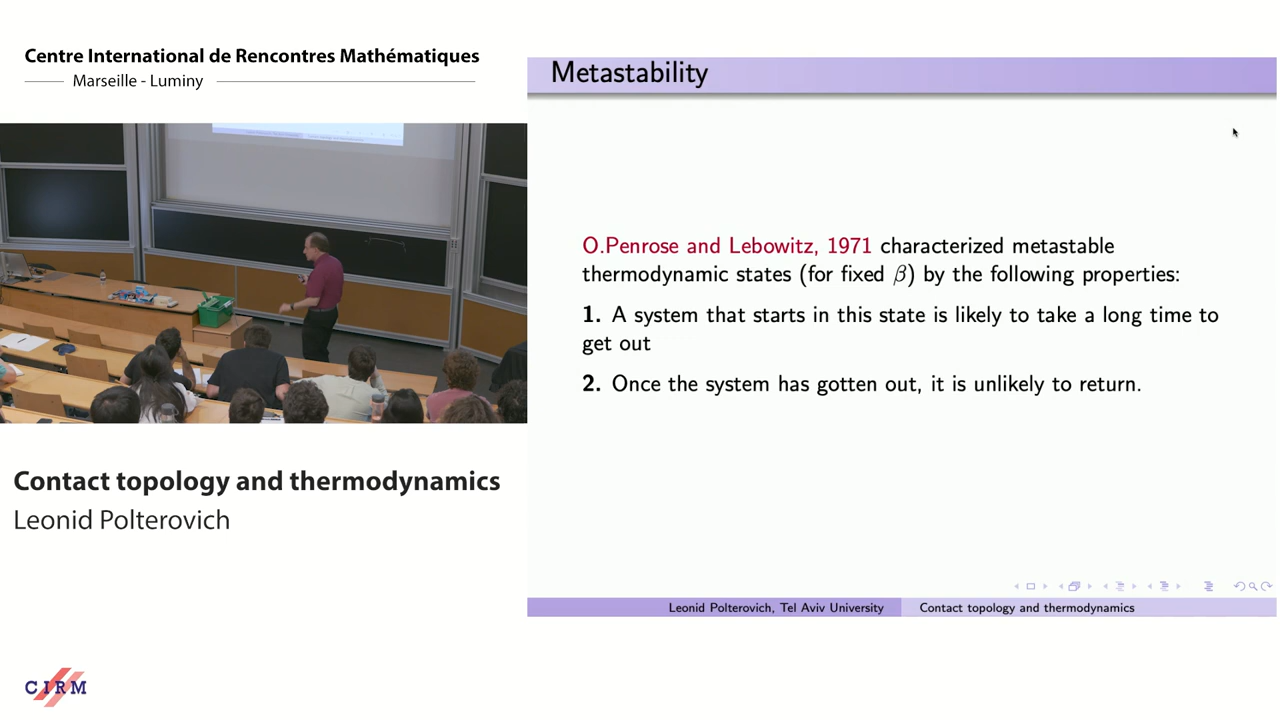 Centre International de Rencontres Mathématiques
Marseille - Luminy
Contact topology and thermodynamics
Leonid Polterovich
CIRM
Metastability
O.Penrose and Lebowitz, 1971 characterized metastable
thermodynamic states (for fixed β) by the following properties:
1. A system that starts in this state is likely to take a long time to
get out
2. Once the system has gotten out, it is unlikely to return.
Leonid Polterovich, Tel Aviv University
Contact topology and thermodynamics